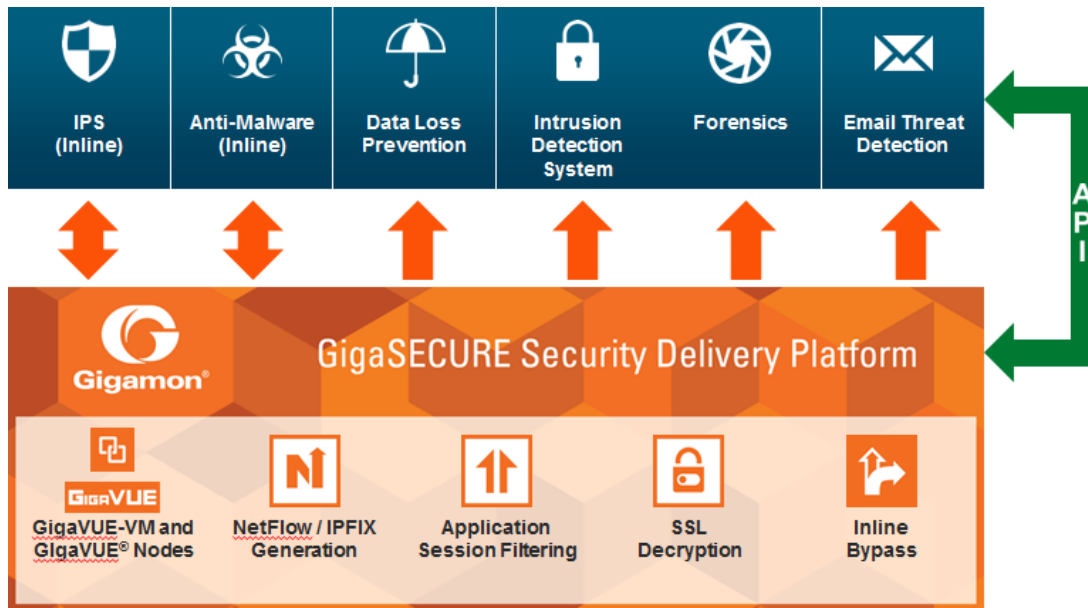 IPS
(Inline)
Anti-Malware
(Inline)
Data Loss
Prevention
Intrusion
Detection
System
Forensics
Email Threat
Detection
A
P
I
Gigamon®
GigaSECURE Security Delivery Platform
GIGAVUE
GigaVUE-VM and
GIgaVUE® Nodes
NetFlow / IPFIX
Generation
Application
Session Filtering
SSL
Decryption
Inline
Bypass